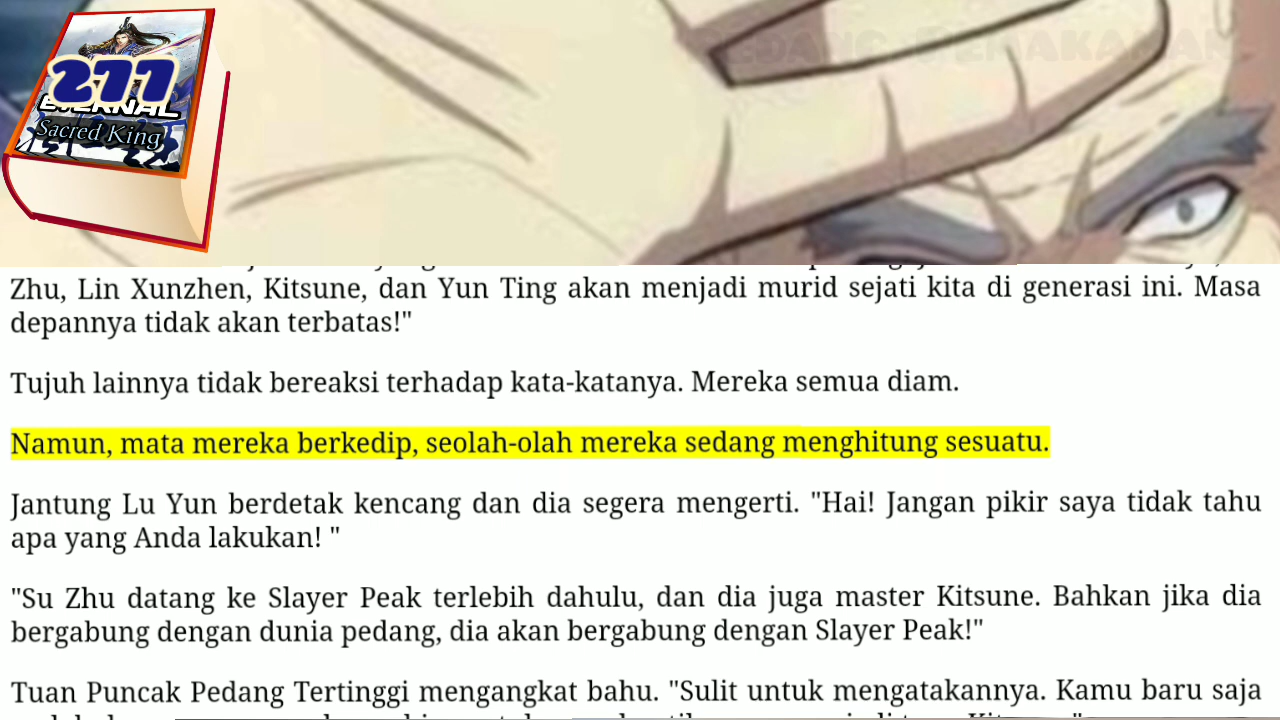 277
ETERNAL
Sacred King
Zhu, Lin Xunzhen, Kitsune, dan Yun Ting akan menjadi murid sejati kita di generasi ini. Masa
depannya tidak akan terbatas!"
Tujuh lainnya tidak bereaksi terhadap kata-katanya. Mereka semua diam.
Namun, mata mereka berkedip, seolah-olah mereka sedang menghitung sesuatu.
Jantung Lu Yun berdetak kencang dan dia segera mengerti. "Hai! Jangan pikir saya tidak tahu
apa yang Anda lakukan! "
"Su Zhu datang ke Slayer Peak terlebih dahulu, dan dia juga master Kitsune. Bahkan jika dia
bergabung dengan dunia pedang, dia akan bergabung dengan Slayer Peak!"
Tuan Puncak Pedang Tertinggi mengangkat bahu. "Sulit untuk mengatakannya. Kamu baru saja